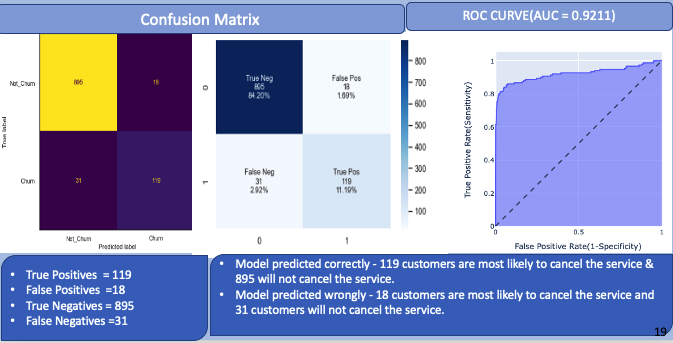 Confusion Matrix
ROC CURVE(AUC = 0.9211)
True label
Not_Churn
Churn
895
18
31
119
Not_Churn
Churn
Predicted label
0
1
True Neg
895
84.20%
False Pos
18
1.69%
False Neg
31
2.92%
True Pos
119
11.19%
0
1
800
700
600
500
400
300
200
100
True Positive Rate(Sensitivity)
1
0.8
0.6
0.4
0.2
0
0
0.5
1
False Positive Rate(1-Specificity)
• True Positives = 119
• False Positives =18
• True Negatives = 895
• False Negatives =31
• Model predicted correctly - 119 customers are most likely to cancel the service &
895 will not cancel the service.
• Model predicted wrongly - 18 customers are most likely to cancel the service and
31 customers will not cancel the service.
19